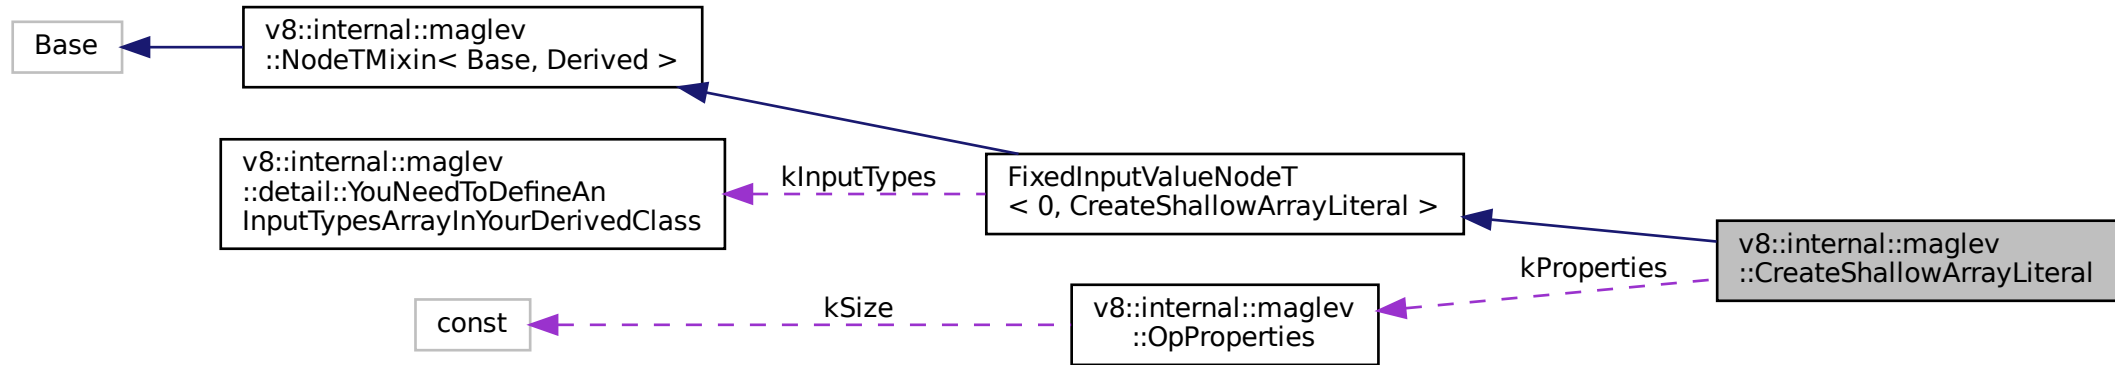 Base
v8::internal::maglev
::NodeTMixin< Base, Derived >
v8::internal::maglev
::detail::YouNeedToDefineAn
InputTypesArrayInYourDerivedClass
kInputTypes
FixedInputValueNodeT
< 0, CreateShallowArrayLiteral >
v8::internal::maglev
::CreateShallowArrayLiteral
kProperties
const
kSize
v8::internal::maglev
::OpProperties